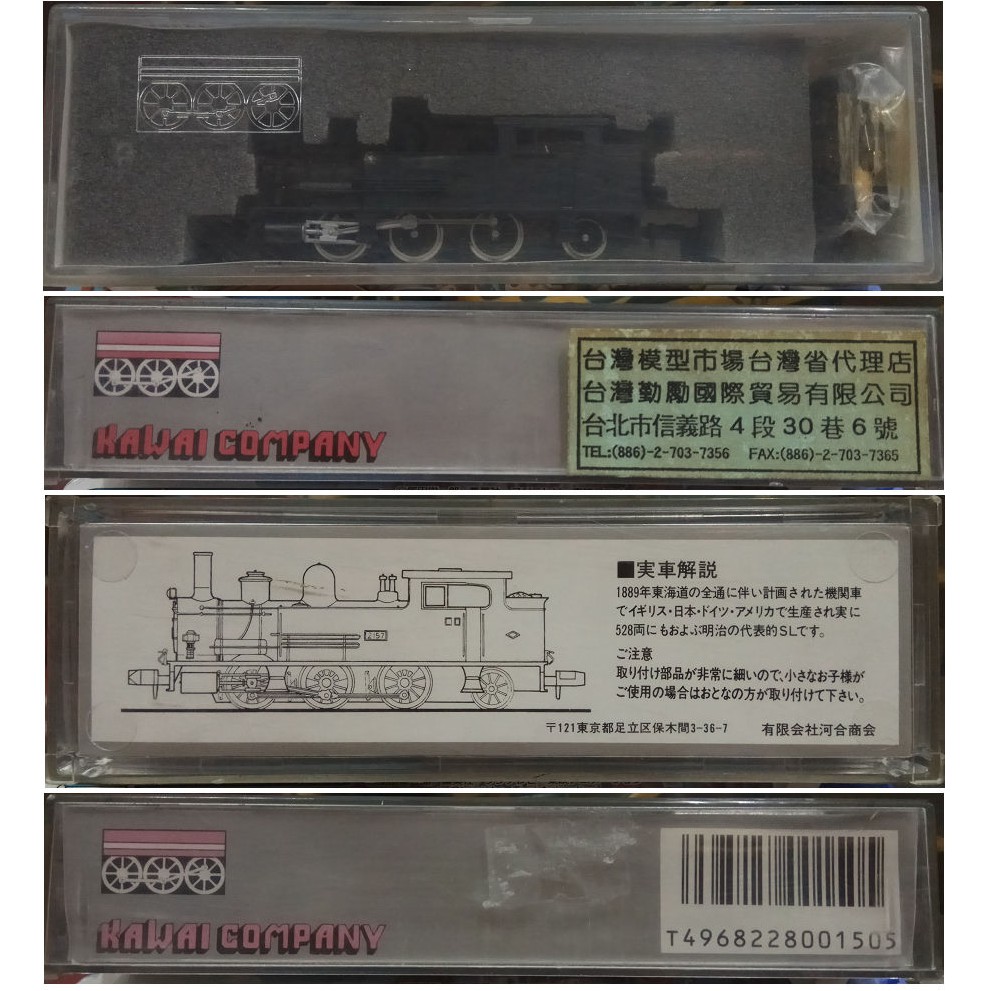 KAWAI COMPANY
台灣模型市場台灣省代理店
台灣勤勵國際貿易有限公司
台北市信義路4段30巷6號
TEL:(886)-2-703-7356 FAX:(886)-2-703-7365
2157
■実車解説
1889年東海道の全通に伴い計画された機関車
でイギリス・日本・ドイツ・アメリカで生産され実に
528両にもおよぶ明治の代表的SLです。
ご注意
取り付け部品が非常に細いので、小さなお子様が
ご使用の場合はおとなの方が取り付けて下さい。
〒121東京都足立区保木間3-36-7 有限会社河合商会
KAWAI COMPANY
T4968228001505